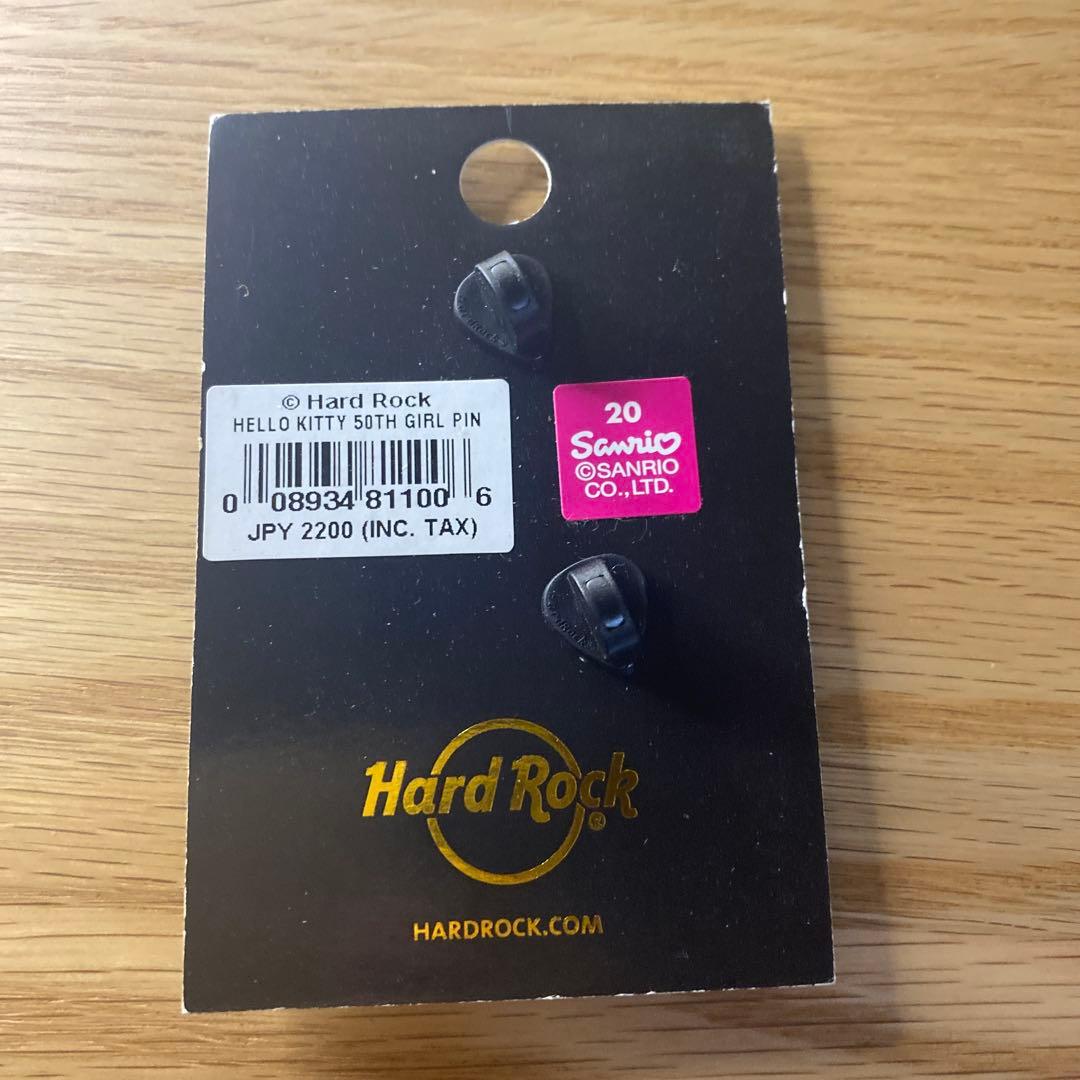 © Hard Rock
HELLO KITTY 50TH GIRL PIN
0 08934 81100 6
JPY 2200 (INC. TAX)
20
Sanrio
©SANRIO
CO.,LTD.
Hard Rock®
HARDROCK.COM